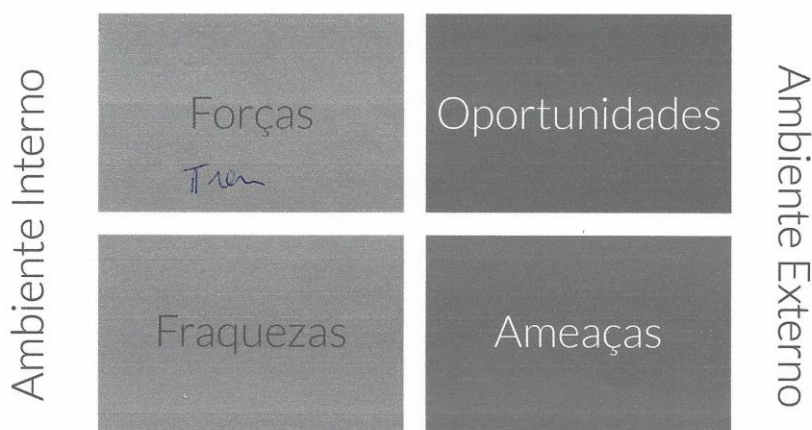 Ambiente Interno
Forças
Oportunidades
Fraquezas
Ameaças
Ambiente Externo